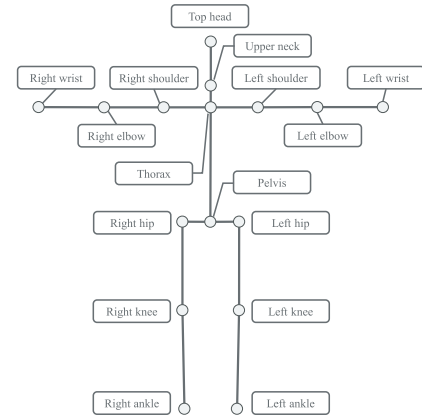 Top head
Upper neck
Right wrist
Right shoulder
Left shoulder
Left wrist
Right elbow
Left elbow
Thorax
Pelvis
Right hip
Left hip
Right knee
Left knee
Right ankle
Left ankle